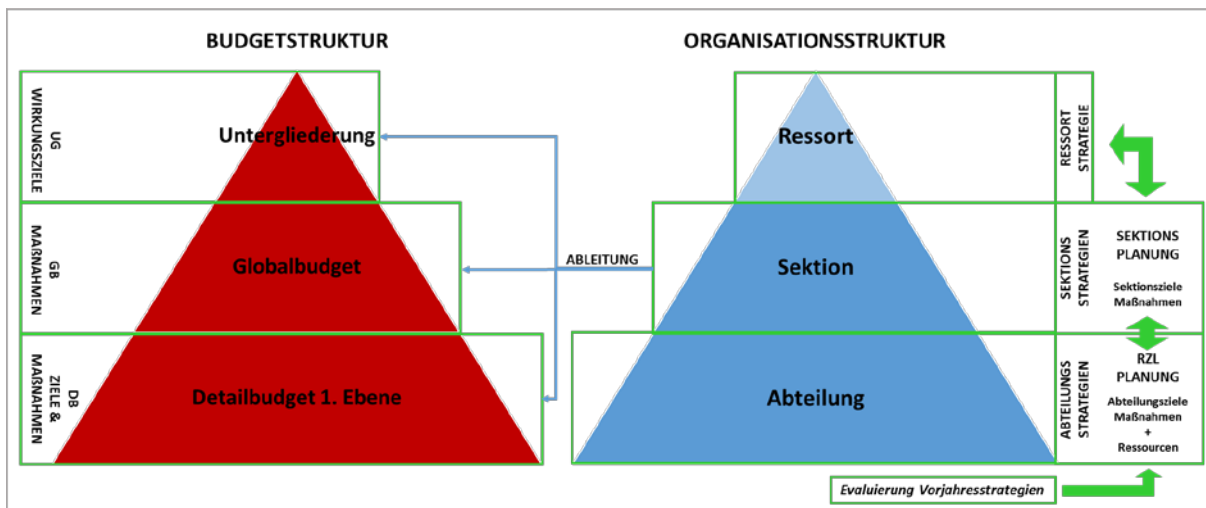 BUDGETSTRUKTUR
UG
WIRKUNGSZIELE
Untergliederung
GB
MAẞNAHMEN
Globalbudget
DB
ZIELE &
MAẞNAHMEN
Detailbudget 1. Ebene
ABLEITUNG
ORGANISATIONSSTRUKTUR
Ressort
RESSORT
STRATEGIE
Sektion
SEKTIONS
STRATEGIEN
SEKTIONS
PLANUNG
Sektionsziele
Maßnahmen
Abteilung
ABTEILUNGS
STRATEGIEN
RZL
PLANUNG
Abteilungsziele
Maßnahmen
+
Ressourcen
Evaluierung Vorjahresstrategien